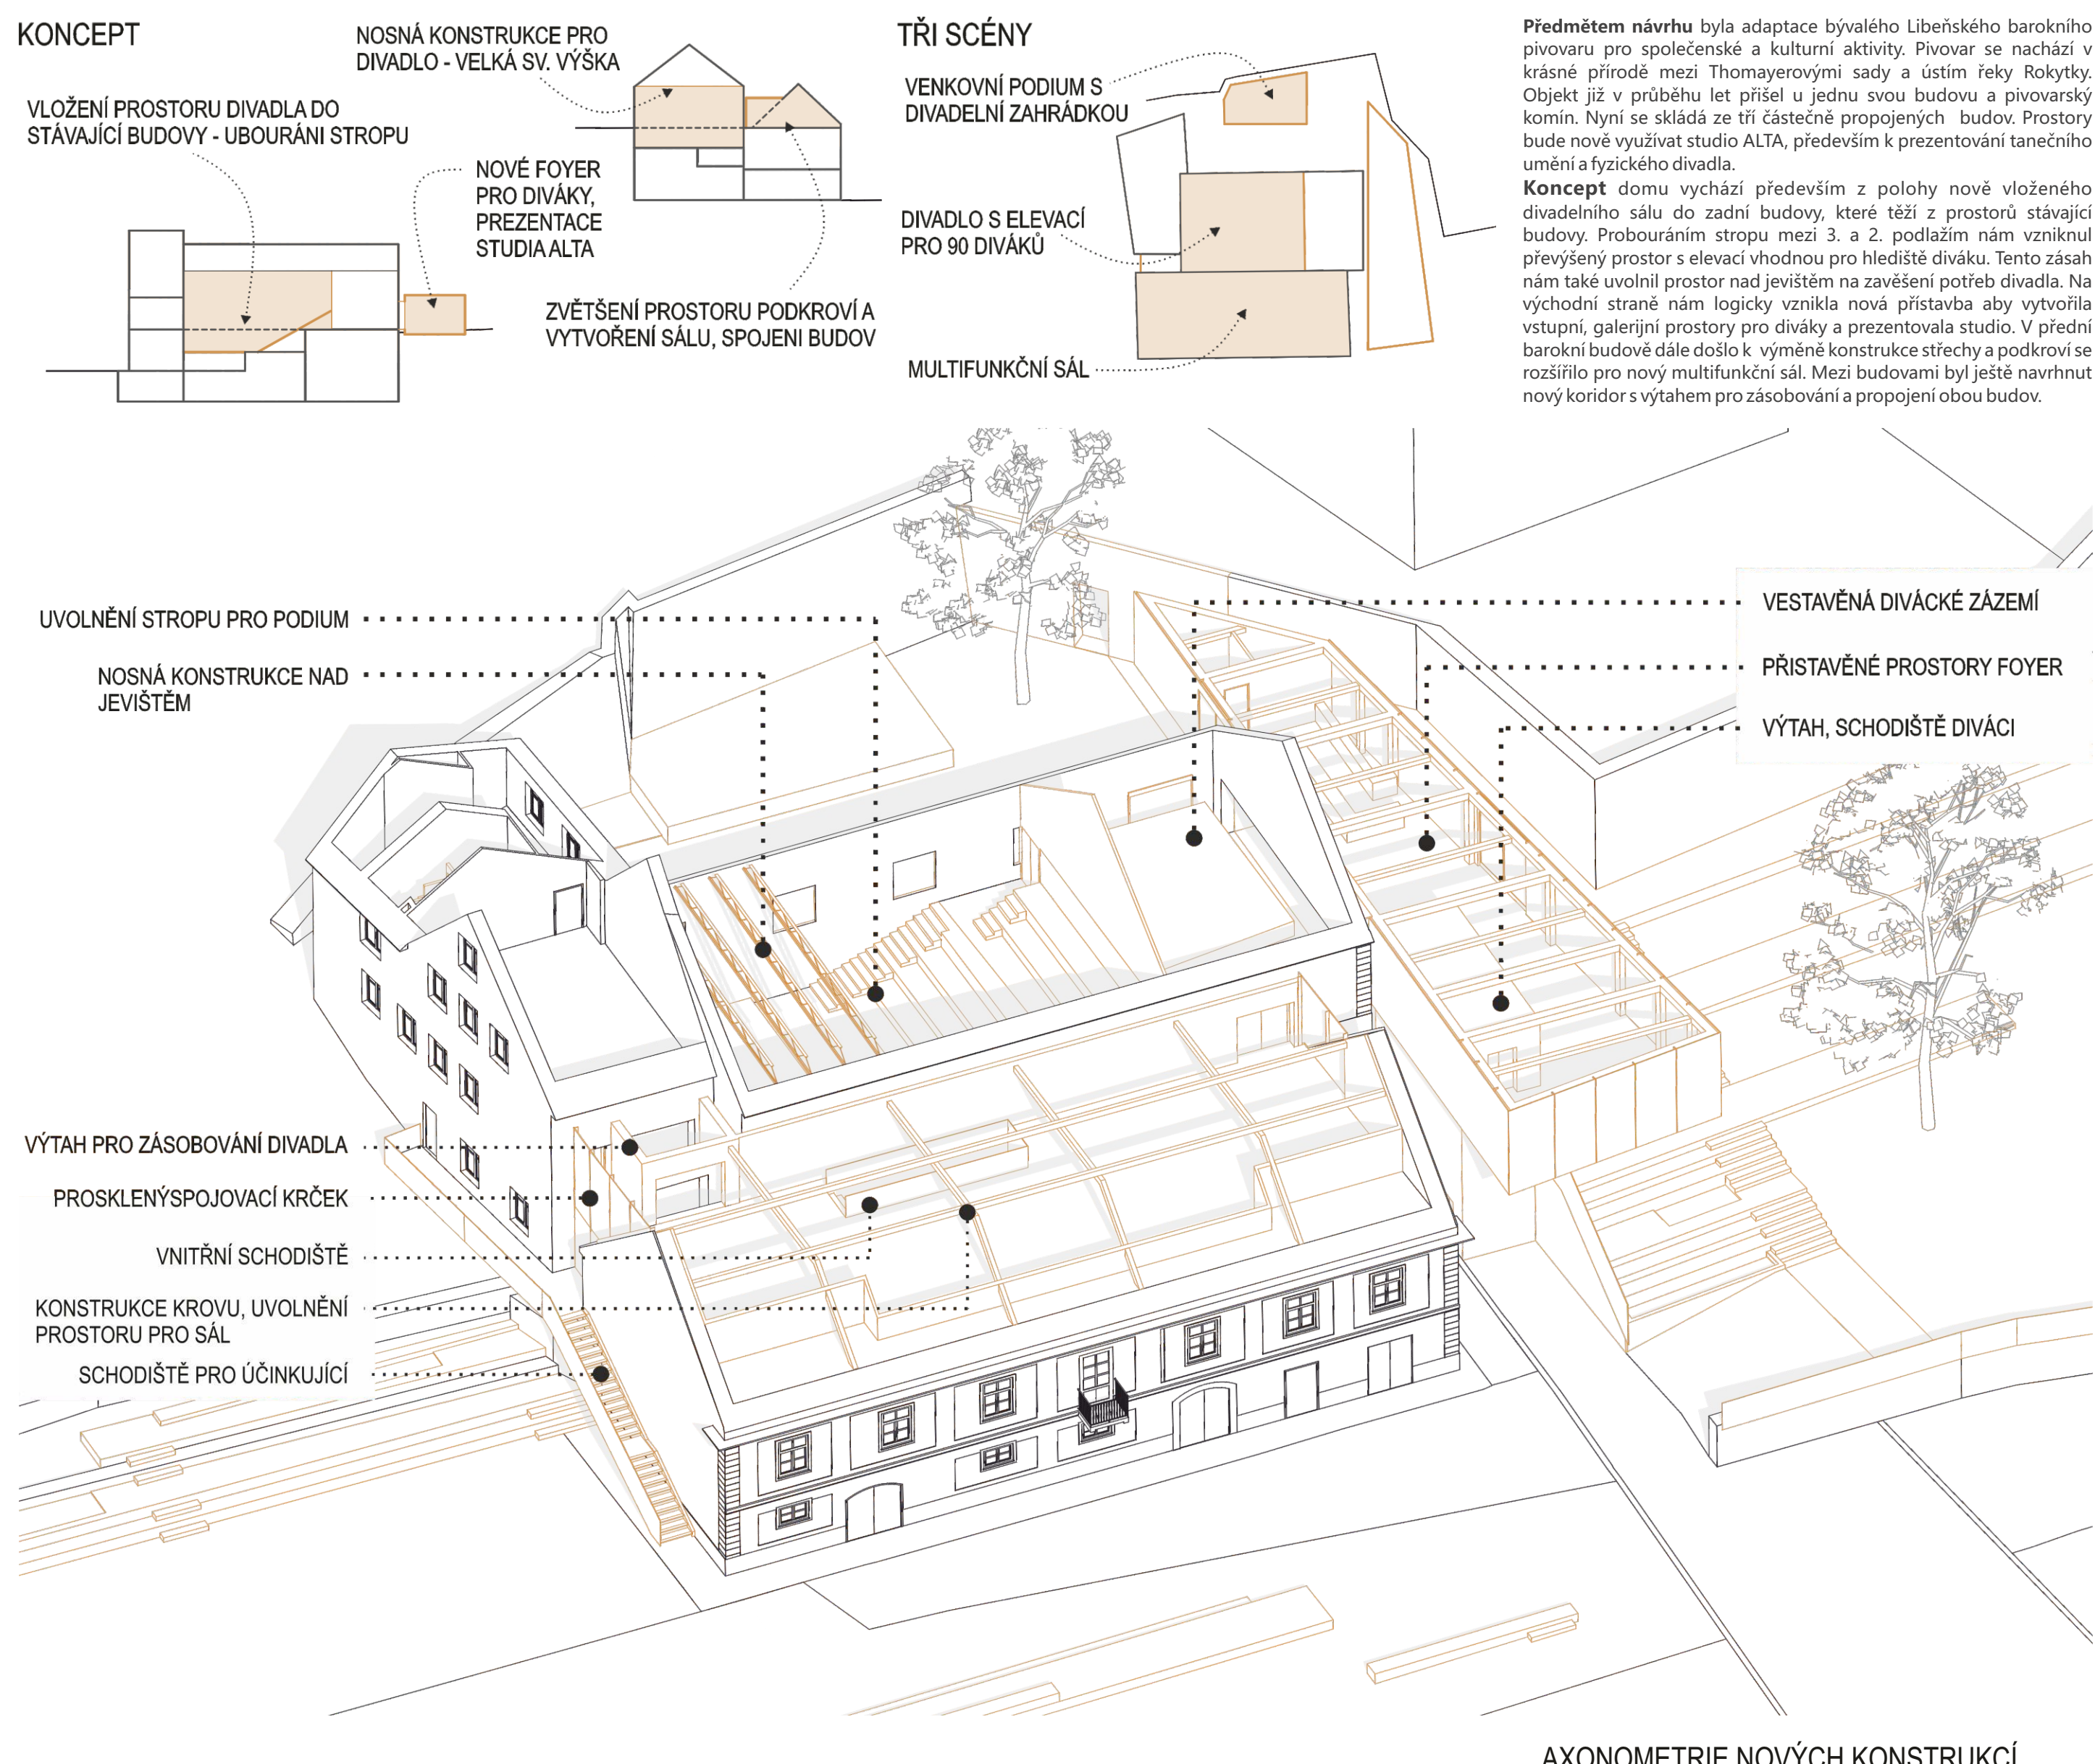 KONCEPT
NOSNÁ KONSTRUKCE PRO
DIVADLO - VELKÁ SV. VÝŠKA
VLOŽENÍ PROSTORU DIVADLA DO
STÁVAJÍCÍ BUDOVY - UBOURÁNI STROPU
NOVÉ FOYER
PRO DIVÁKY,
PREZENTACE
STUDIA ALTA
ZVĚTŠENÍ PROSTORU PODKROVÍ A
VYTVOŘENÍ SÁLU, SPOJENI BUDOV
TŘI SCÉNY
VENKOVNÍ PODIUM S
DIVADELNÍ ZAHRÁDKOU
DIVADLO S ELEVACÍ
PRO 90 DIVÁKŮ
MULTIFUNKČNÍ SÁL
Předmětem návrhu byla adaptace bývalého Libeňského barokního
pivovaru pro společenské a kulturní aktivity. Pivovar se nachází v
krásné přírodě mezi Thomayerovými sady a ústím řeky Rokytky.
Objekt již v průběhu let přišel u jednu svou budovu a pivovarský
komín. Nyní se skládá ze tří částečně propojených budov. Prostory
bude nově využívat studio ALTA, především k prezentování tanečního
umění a fyzického divadla.
Koncept domu vychází především z polohy nově vloženého
divadelního sálu do zadní budovy, které těží z prostorů stávající
budovy. Probouráním stropu mezi 3. a 2. podlažím nám vzniknul
převýšený prostor s elevací vhodnou pro hlediště diváku. Tento zásah
nám také uvolnil prostor nad jevištěm na zavěšení potřeb divadla. Na
východní straně nám logicky vznikla nová přístavba aby vytvořila
vstupní, galerijní prostory pro diváky a prezentovala studio. V přední
barokní budově dále došlo k výměně konstrukce střechy a podkroví se
rozšířilo pro nový multifunkční sál. Mezi budovami byl ještě navrhnut
nový koridor s výtahem pro zásobování a propojení obou budov.
UVOLNĚNÍ STROPU PRO PODIUM
NOSNÁ KONSTRUKCE NAD
JEVIŠTĚM
VESTAVĚNÁ DIVÁCKÉ ZÁZEMÍ
PŘISTAVĚNÉ PROSTORY FOYER
VÝTAH, SCHODIŠTĚ DIVÁCI
VÝTAH PRO ZÁSOBOVÁNÍ DIVADLA
PROSKLENÝSPOJOVACÍ KRČEK
VNITŘNÍ SCHODIŠTĚ
KONSTRUKCE KROVU, UVOLNĚNÍ
PROSTORU PRO SÁL
SCHODIŠTĚ PRO ÚČINKUJÍCÍ
AXONOMETRIE NOVÝCH KONSTRUKCÍ